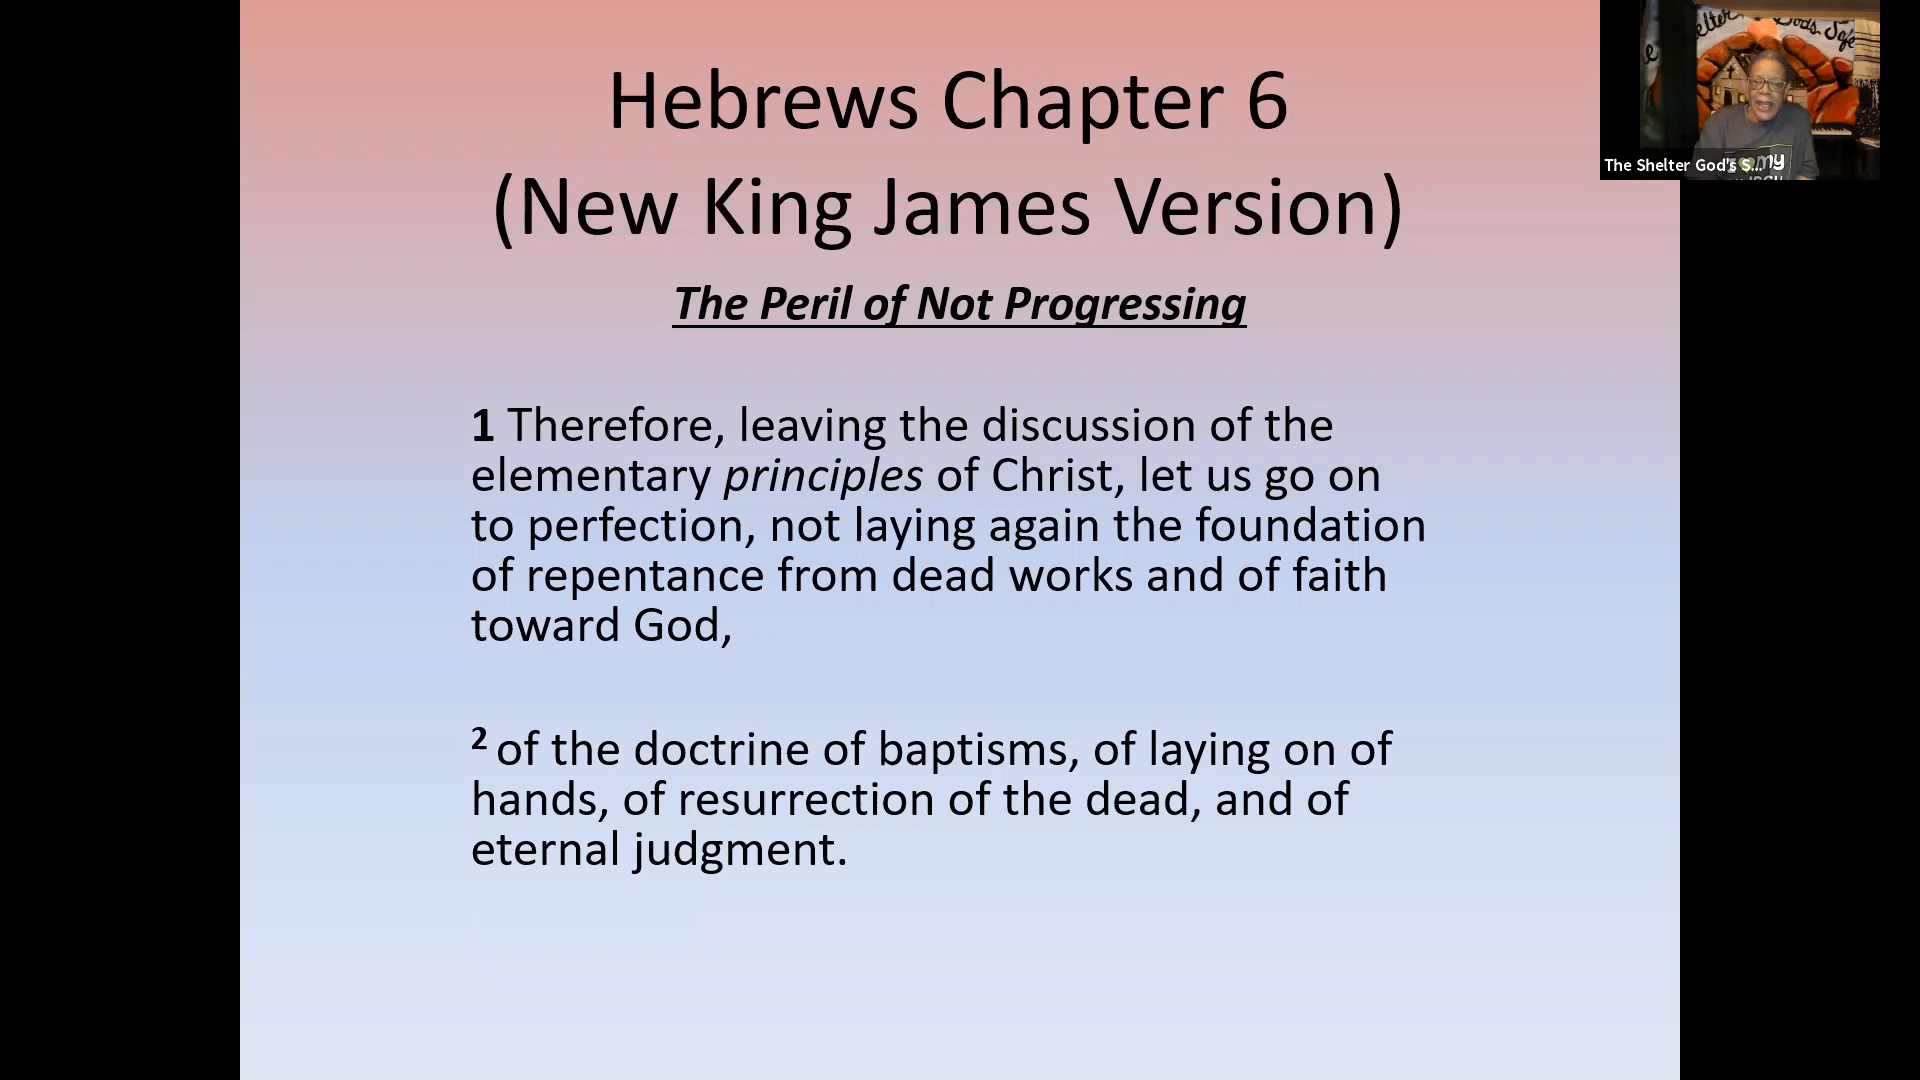 Hebrews Chapter 6
(New King James Version)
The Peril of Not Progressing
1 Therefore, leaving the discussion of the
elementary principles of Christ, let us go on
to perfection, not laying again the foundation
of repentance from dead works and of faith
toward God,
2 of the doctrine of baptisms, of laying on of
hands, of resurrection of the dead, and of
eternal judgment.
The Shelter God's S...
my